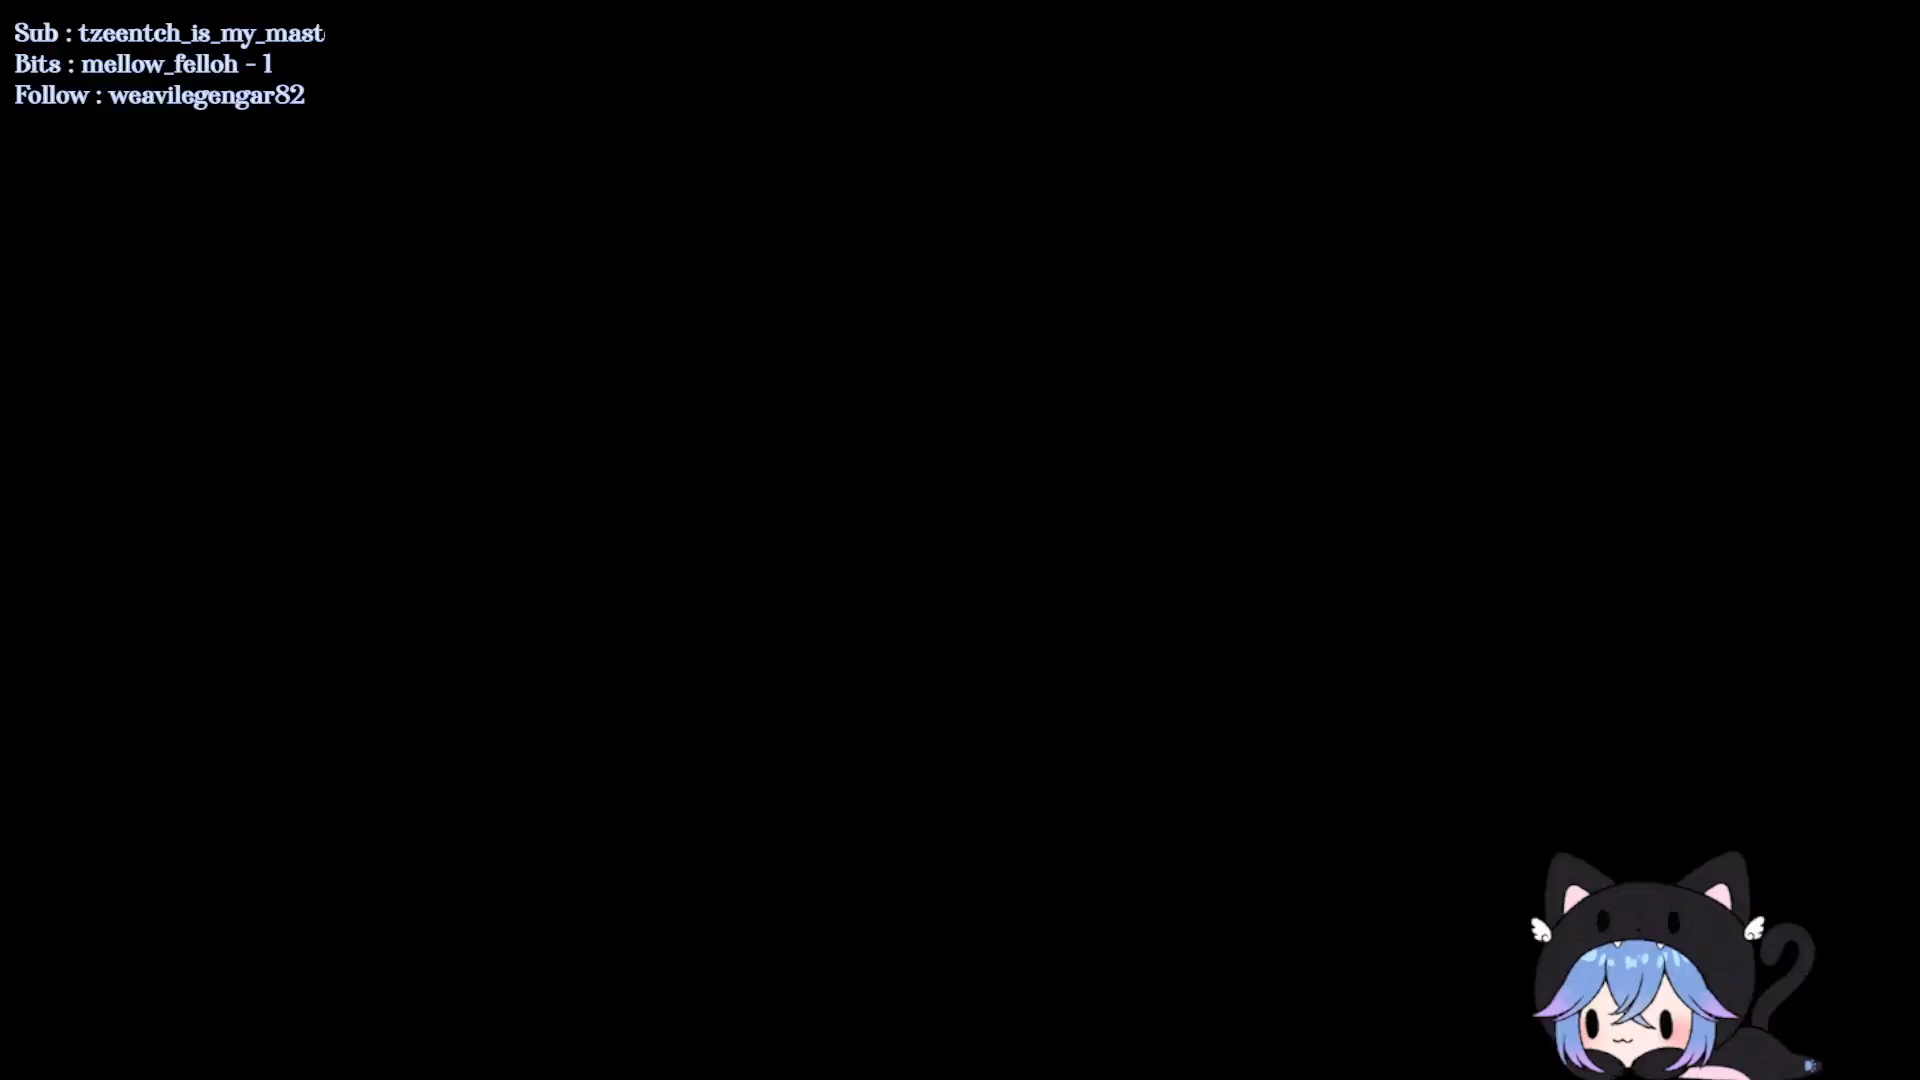 Sub : tzeentch_is_my_mast
Bits : mellow_felloh - 1
Follow : weavilegengar82